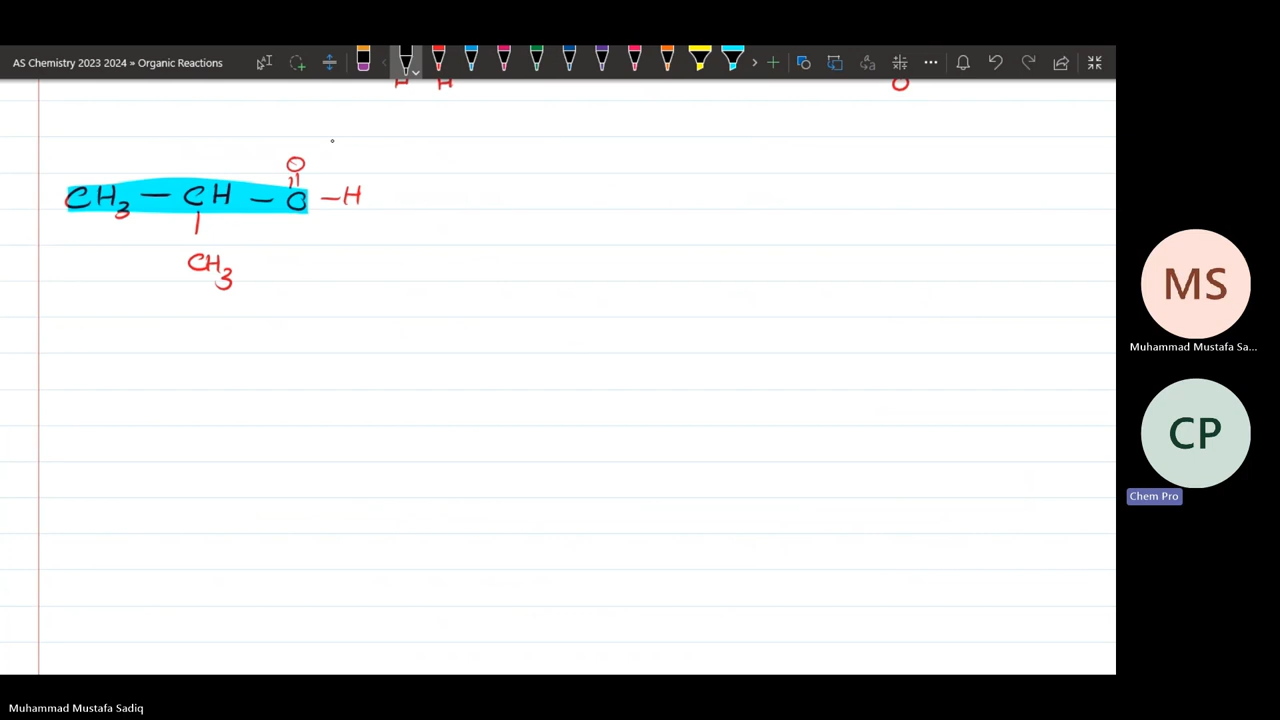 AS Chemistry 2023 2024 » Organic Reactions
H H
O
O
CH3 — CH — C — H
CH3
MS
Muhammad Mustafa Sa...
CP
Chem Pro
Muhammad Mustafa Sadiq